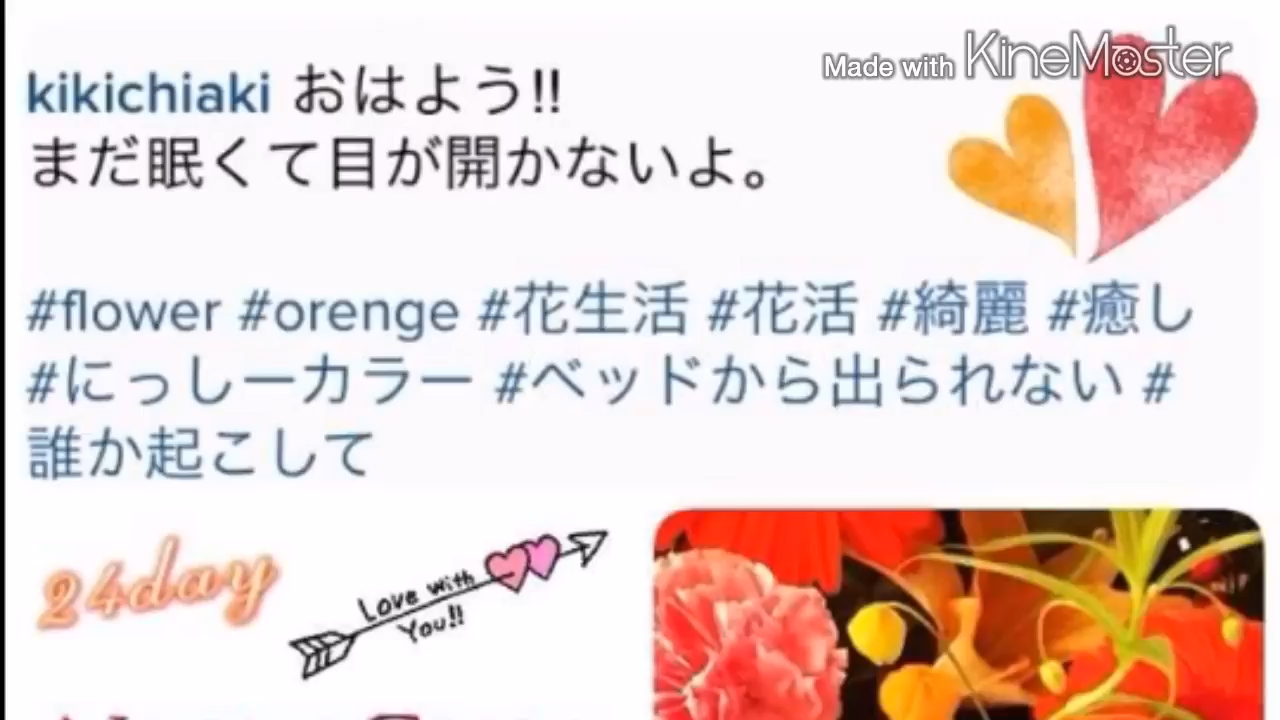 Made with KineMaster
kikichiaki おはよう!!
まだ眠くて目が開かないよ。
#flower #orenge #花生活 #花活 #綺麗 #癒し
#にっしーカラー #ベッドから出られない #
誰か起こして
24day
Love with
You!!